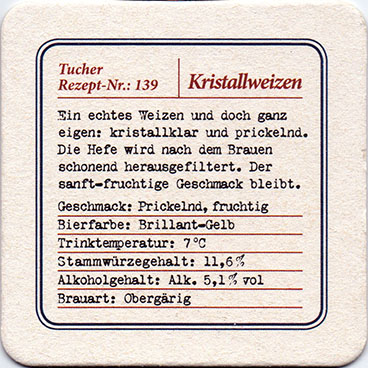 Tucher
Rezept-Nr.: 139
Kristallweizen
Ein echtes Weizen und doch ganz
eigen: kristallklar und prickelnd.
Die Hefe wird nach dem Brauen
schonend herausgefiltert. Der
sanft-fruchtige Geschmack bleibt.
Geschmack: Prickelnd, fruchtig
Bierfarbe: Brillant-Gelb
Trinktemperatur: 7°C
Stammwürzegehalt: 11,6%
Alkoholgehalt: Alk. 5,1% vol
Brauart: Obergärig